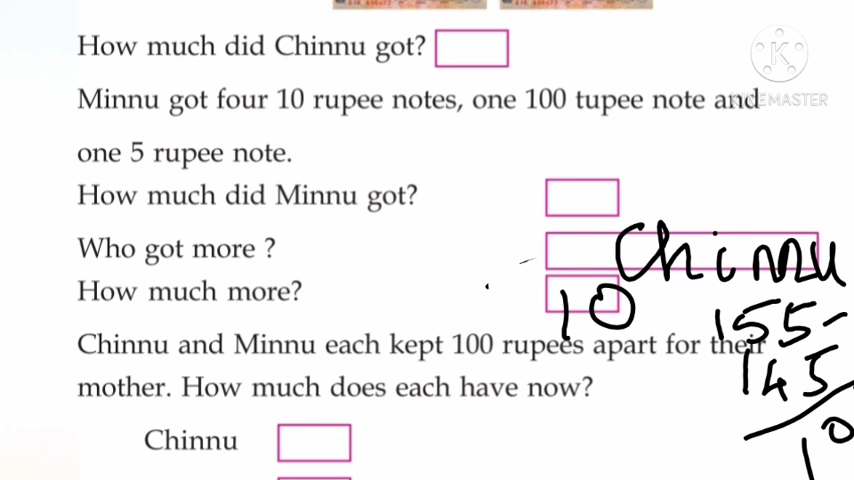 How much did Chinnu got?
K
KINEMASTER
Minnu got four 10 rupee notes, one 100 tupee note and
one 5 rupee note.
How much did Minnu got?
Who got more ? Chinnu
How much more? 10
155-
145
10
Chinnu and Minnu each kept 100 rupees apart for their
mother. How much does each have now?
Chinnu